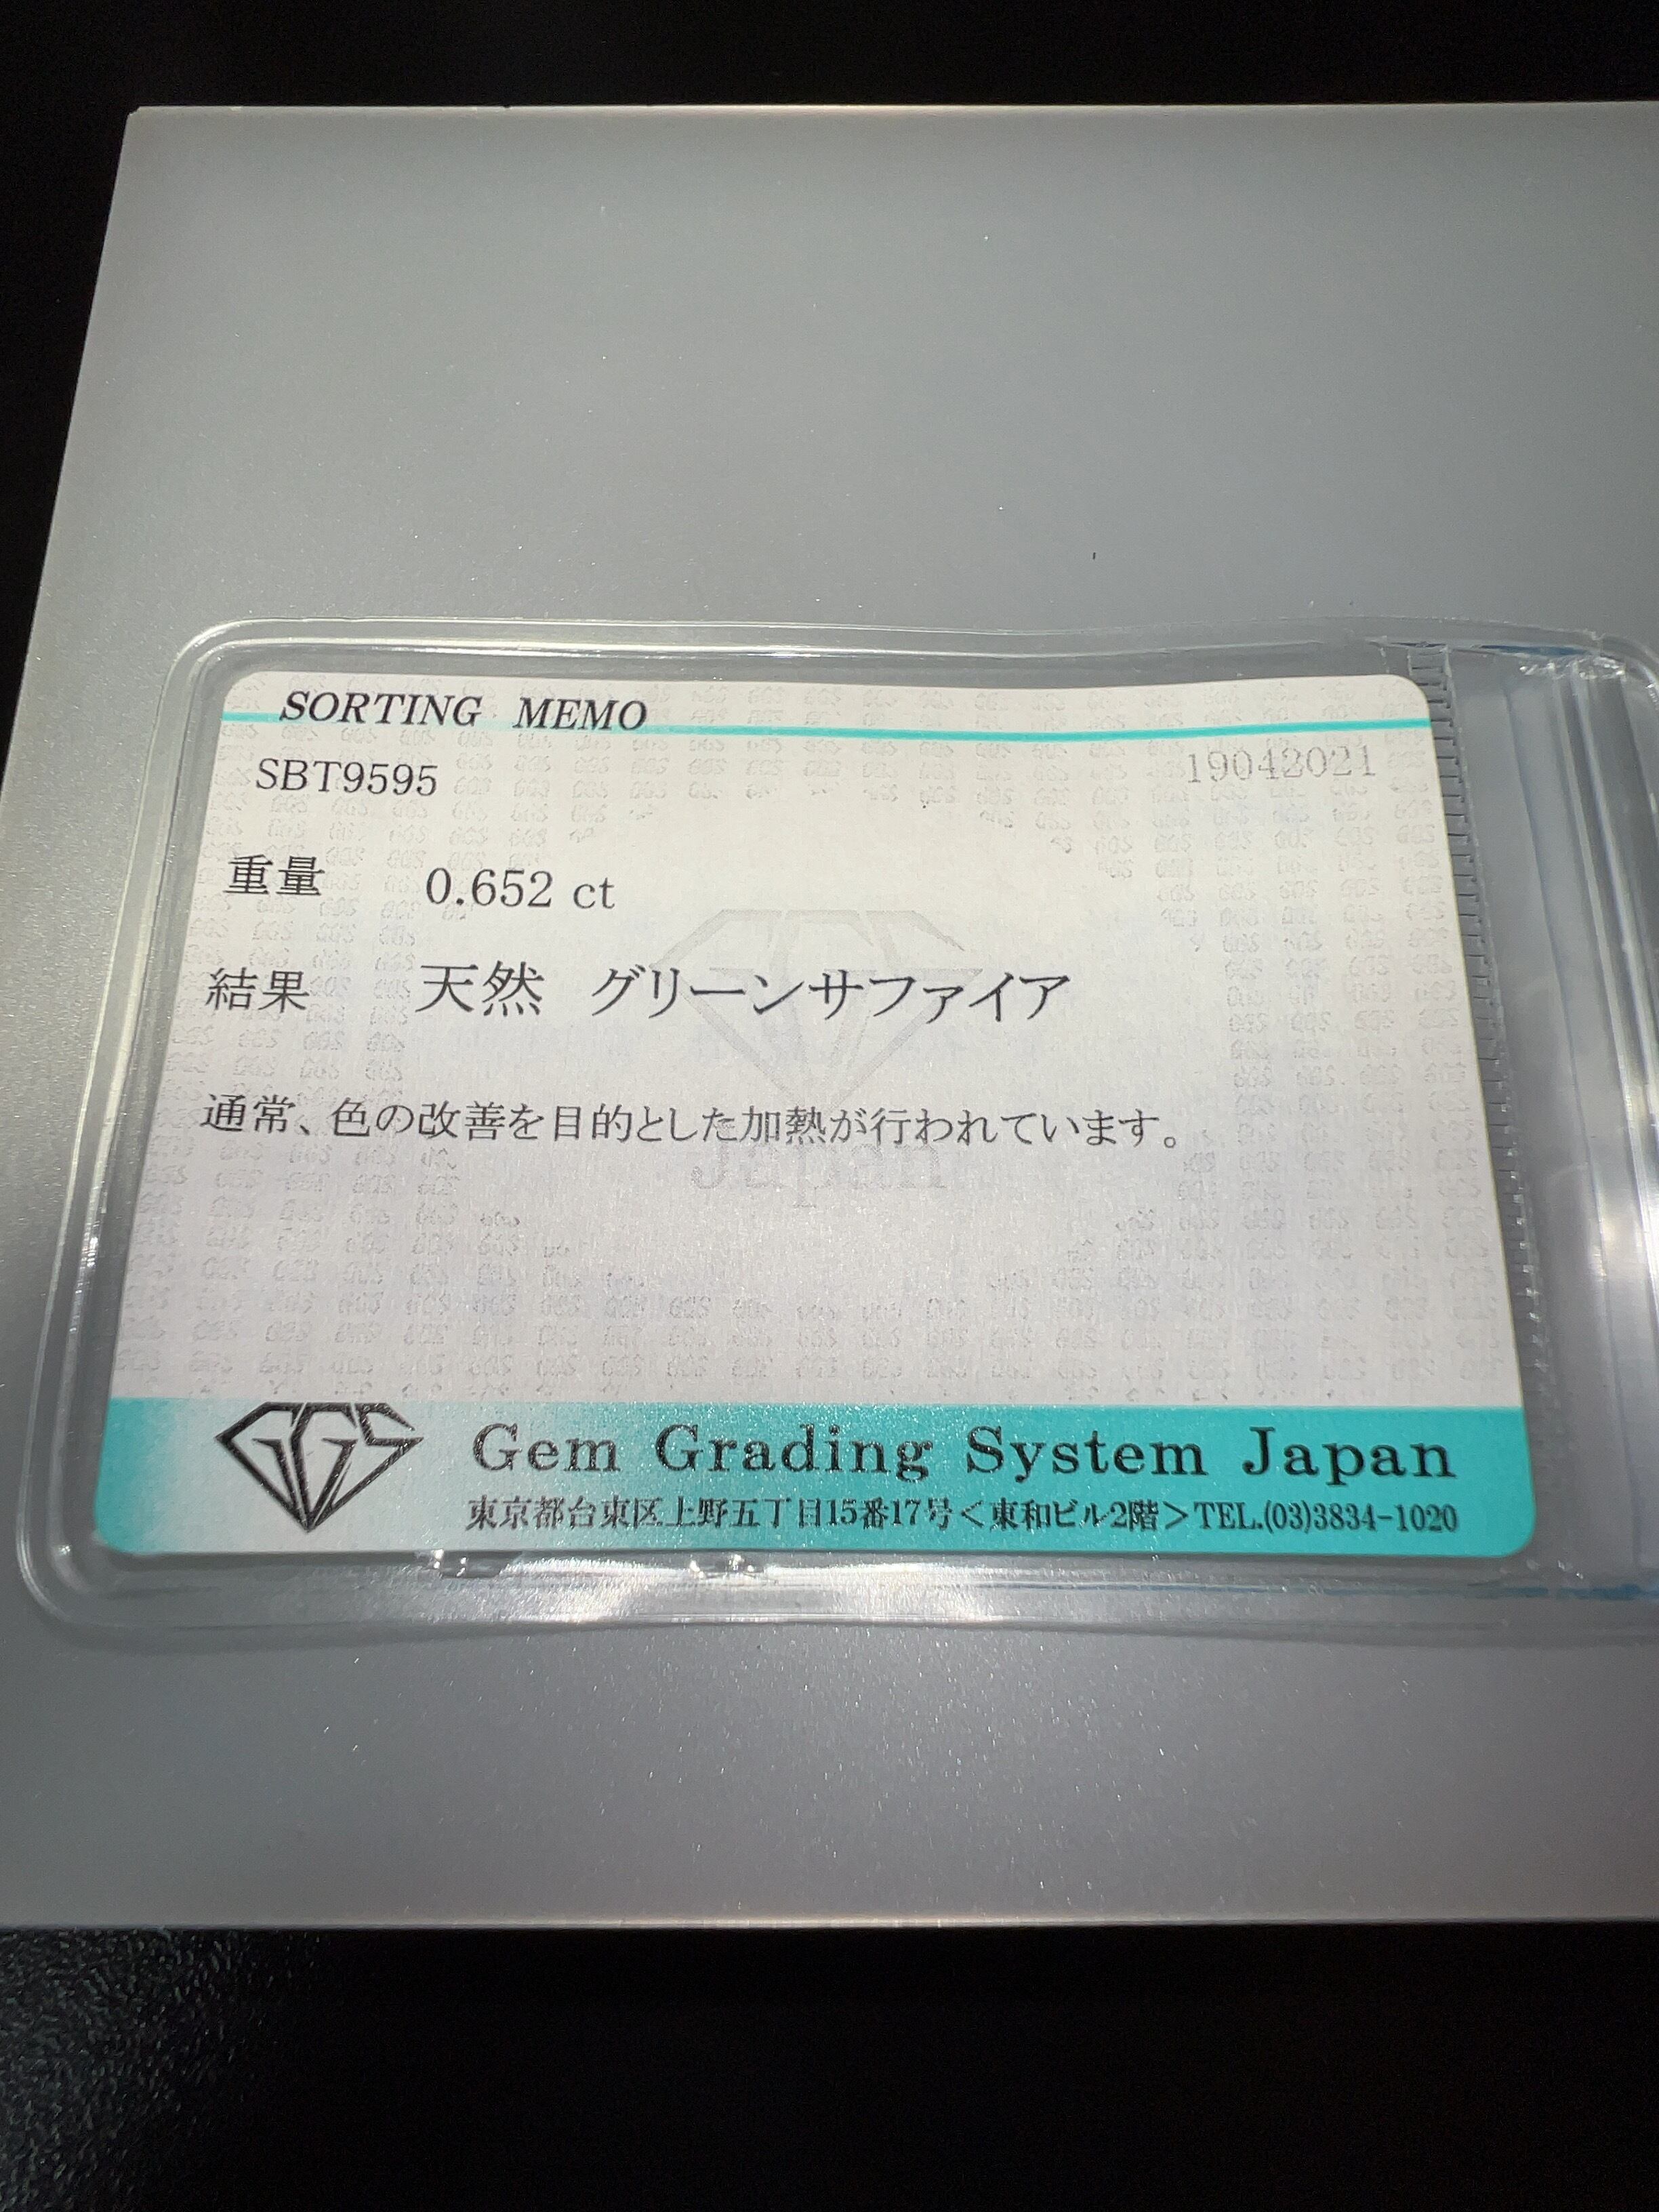 SORTING MEMO
SBT9595 19042021
重量 0.652 ct
結果 天然 グリーンサファイア
通常、色の改善を目的とした加熱が行われています。
Japan
GGS Gem Grading System Japan
東京都台東区上野五丁目15番17号＜東和ビル2階＞TEL.(03)3834-1020